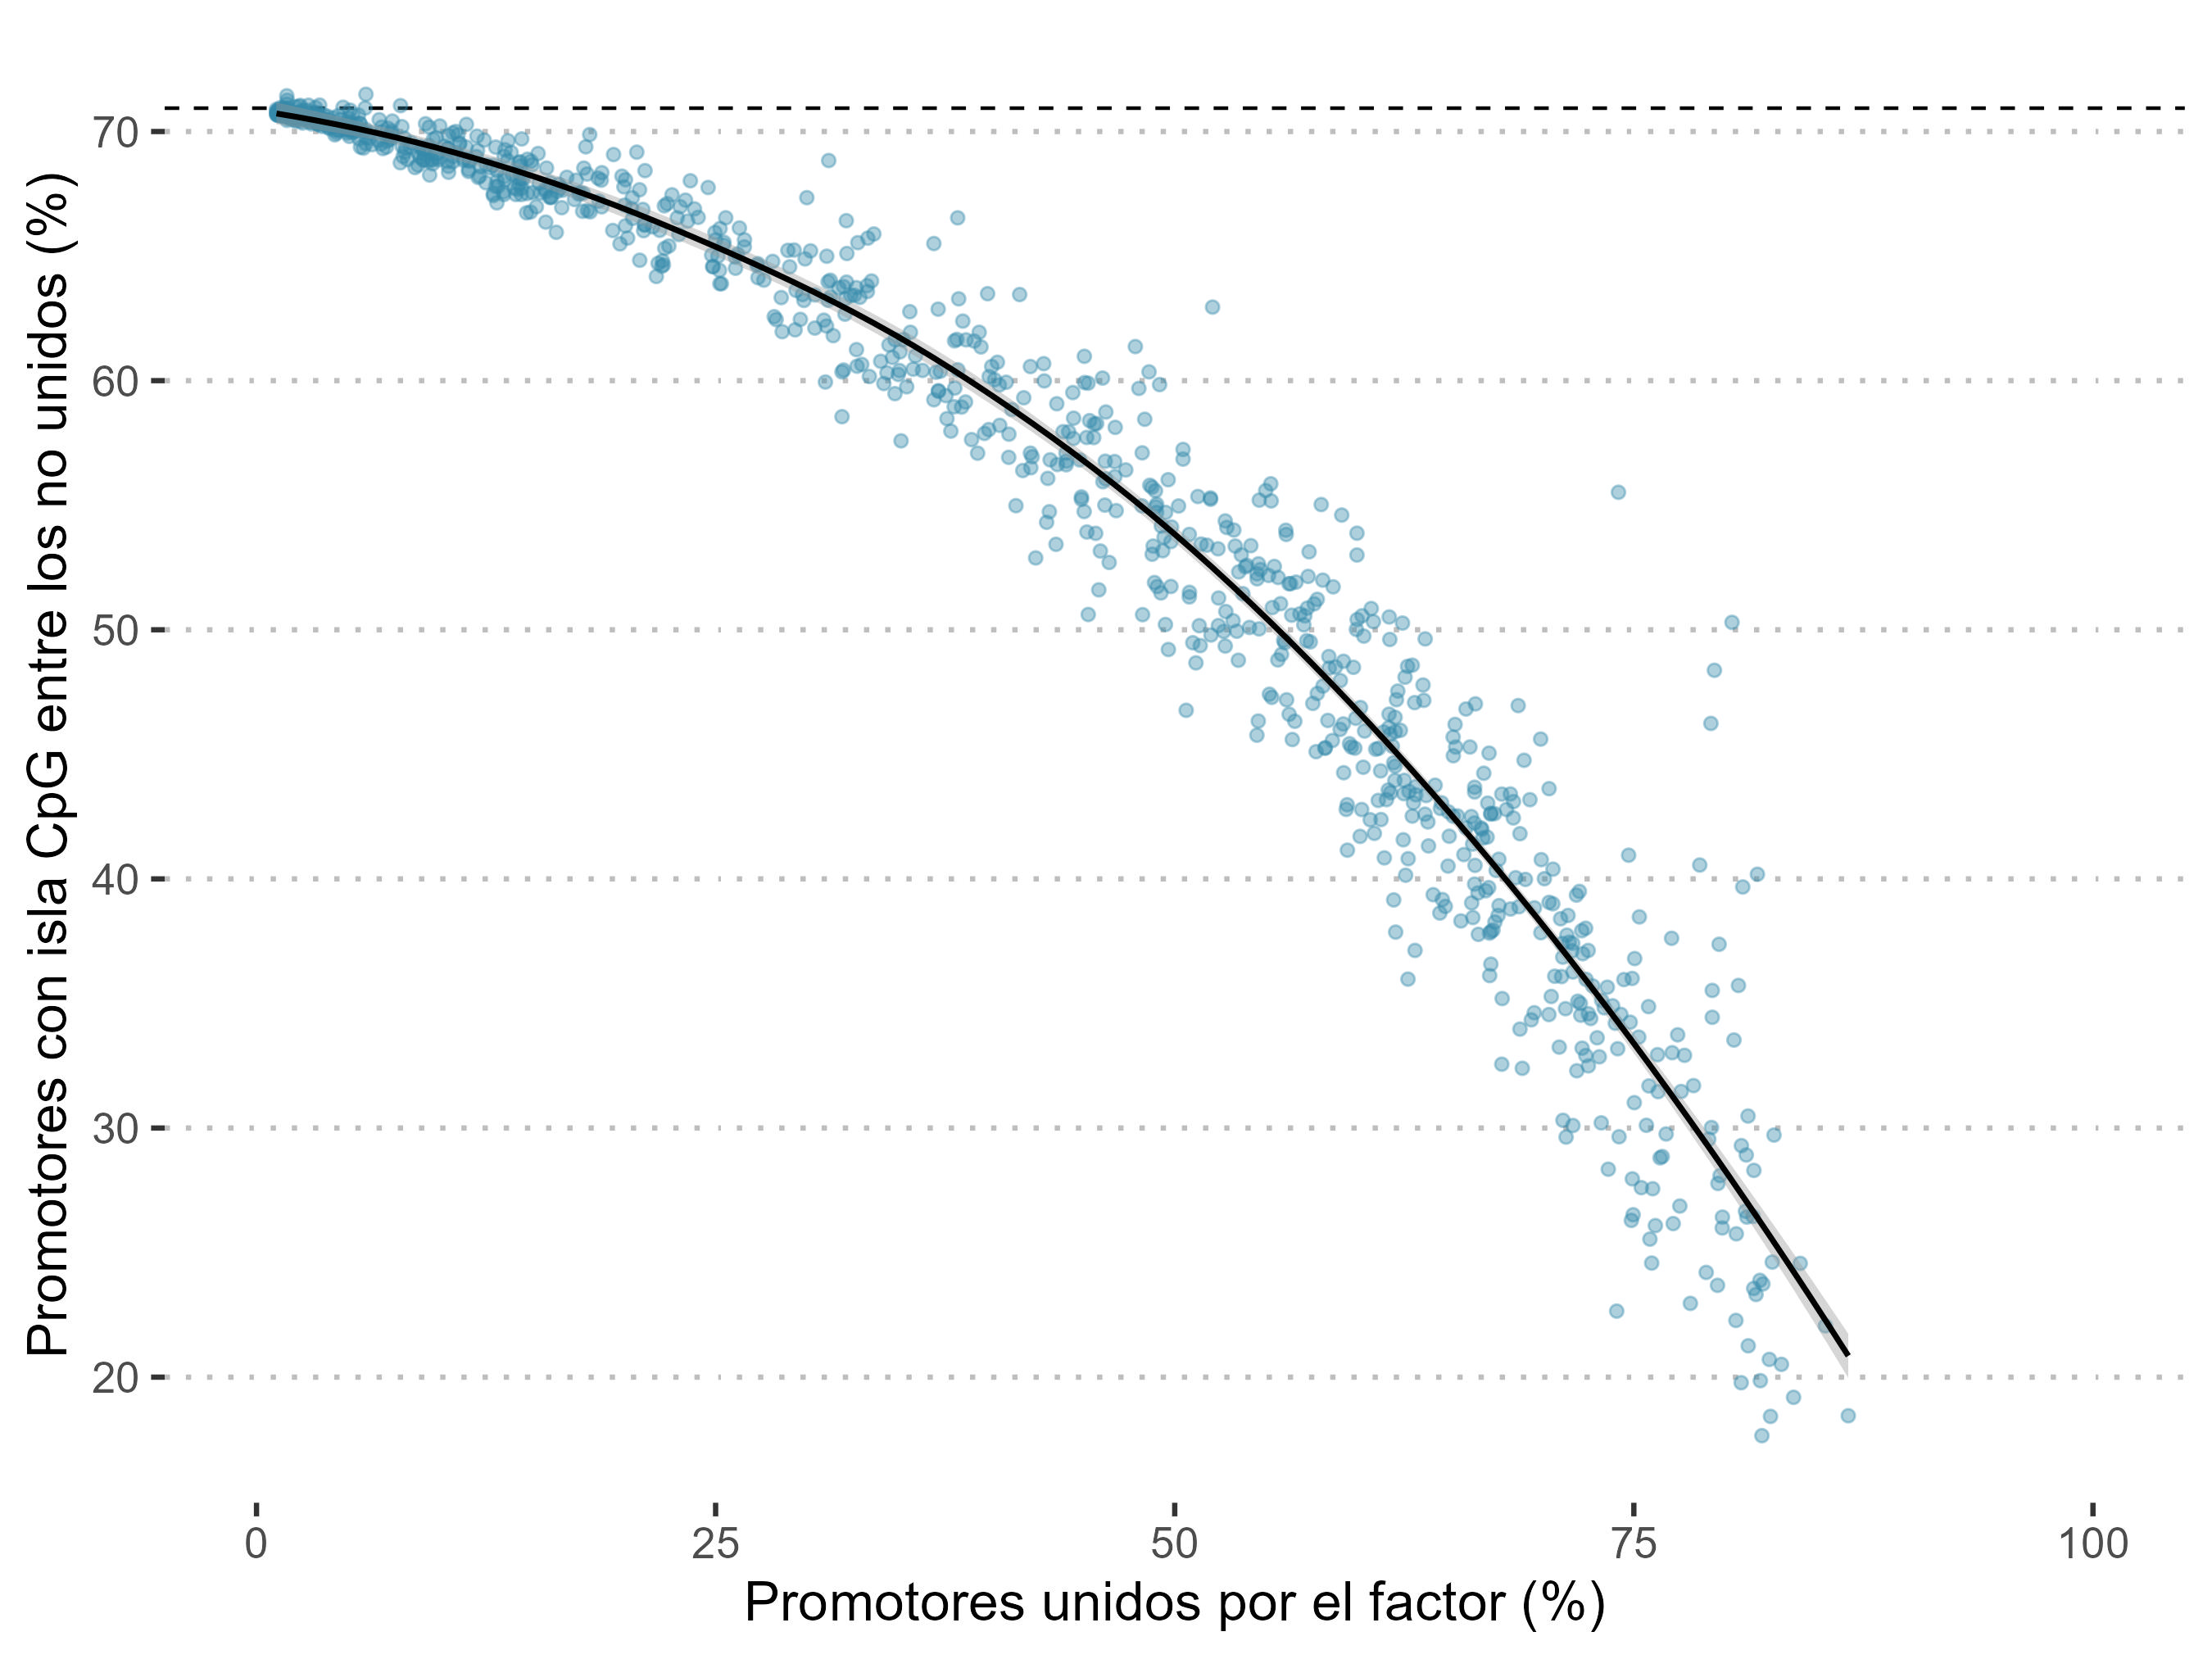 Promotores con isla CpG entre los no unidos (%)
70
60
50
40
30
20
0 25 50 75 100
Promotores unidos por el factor (%)